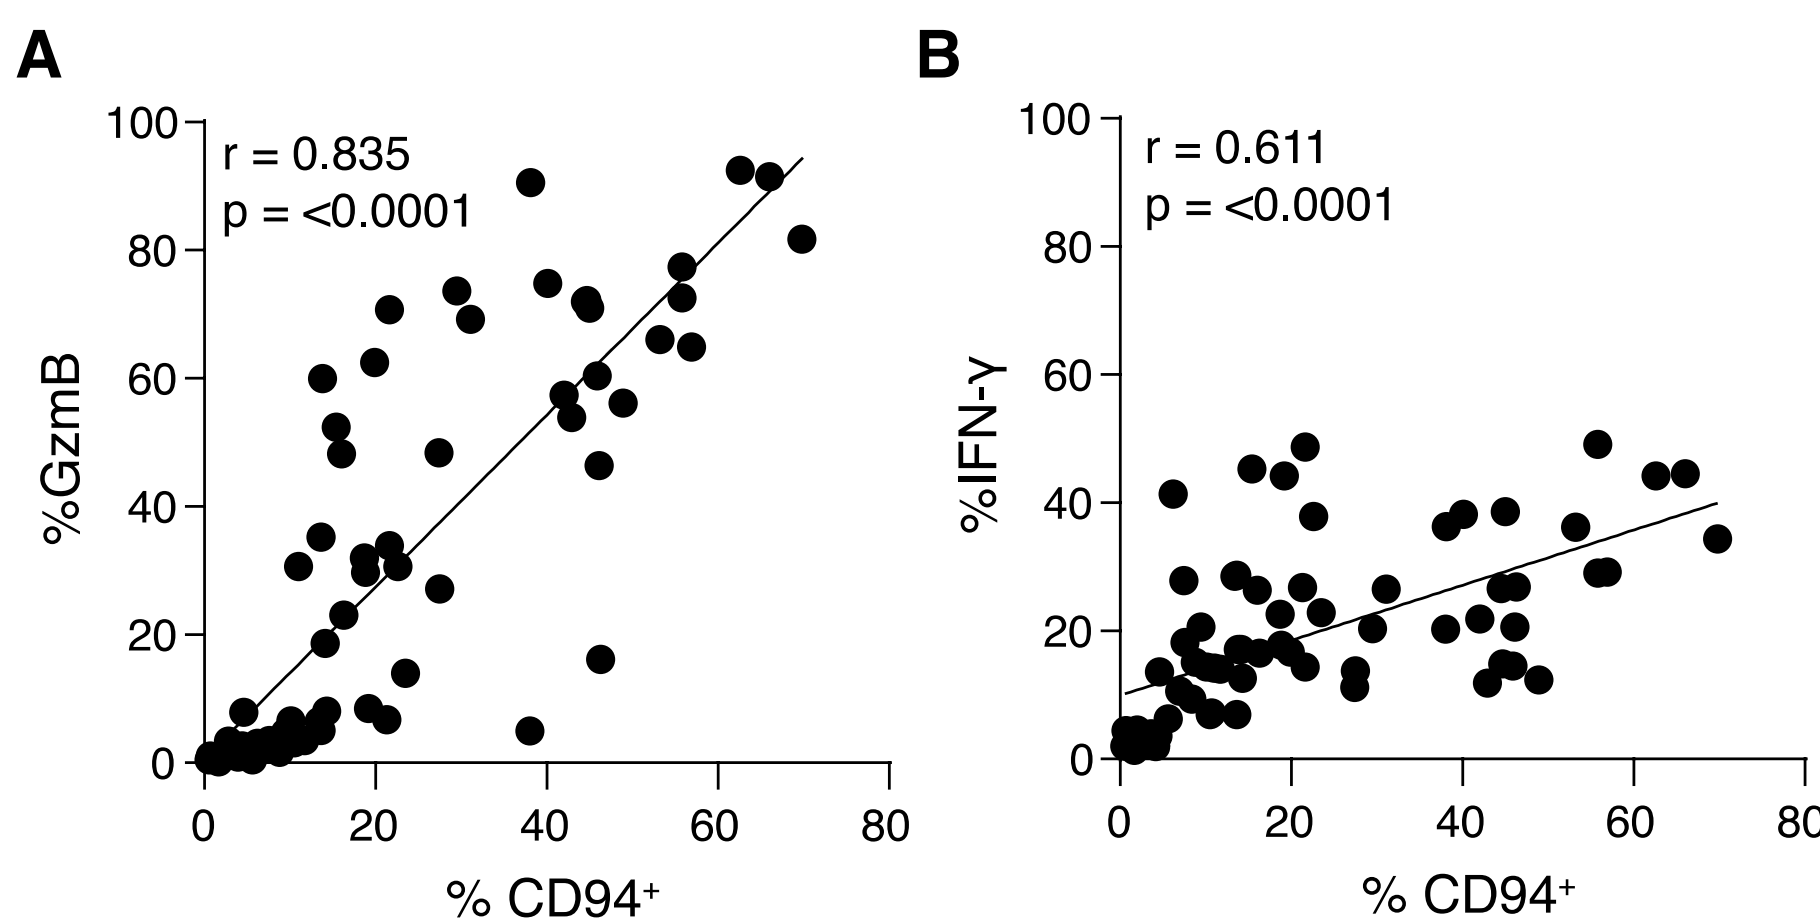 A
100
80
60
40
20
0
r = 0.835
p = <0.0001
%GzmB
0 20 40 60 80
% CD94⁺
B
100
80
60
40
20
0
r = 0.611
p = <0.0001
%IFN-γ
0 20 40 60 80
% CD94⁺